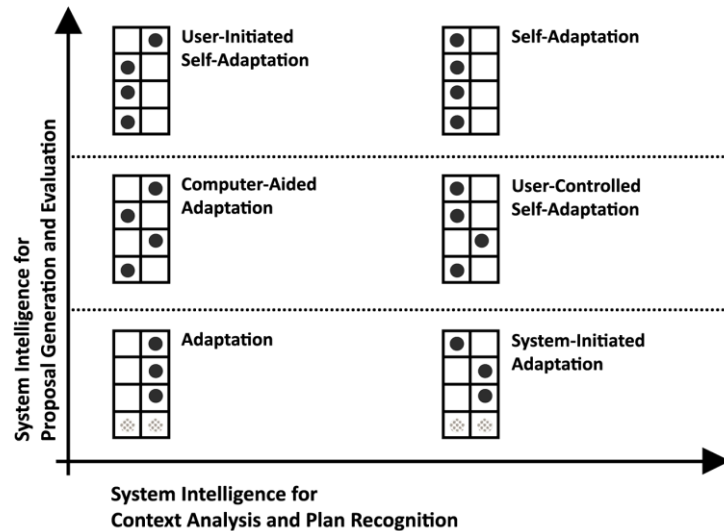 User-Initiated
Self-Adaptation
Self-Adaptation
Computer-Aided
Adaptation
User-Controlled
Self-Adaptation
Adaptation
System-Initiated
Adaptation
System Intelligence for
Proposal Generation and Evaluation
System Intelligence for
Context Analysis and Plan Recognition